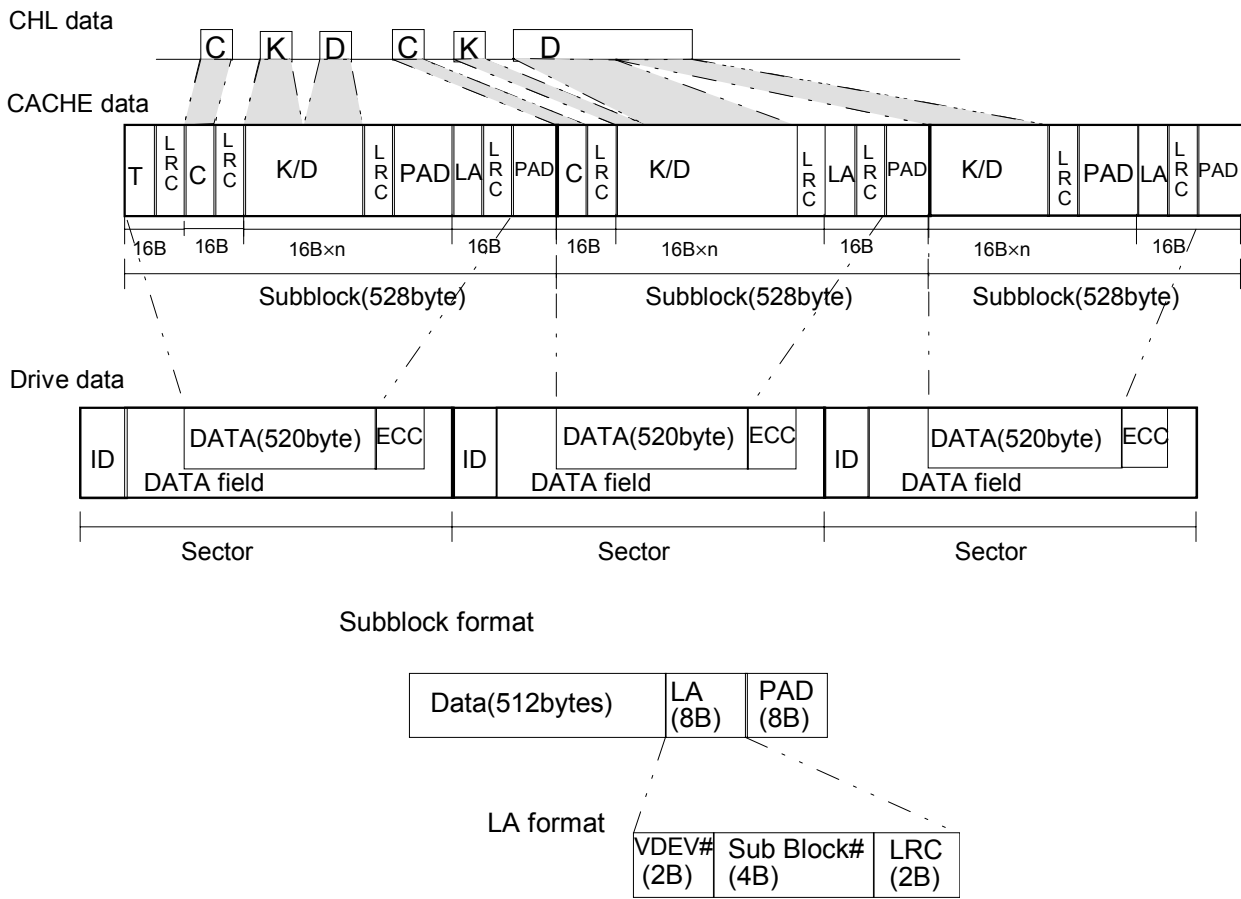 CHL data
C K D C K D
CACHE data
T LRC C LRC K/D LRC PAD LA LRC PAD C LRC K/D LRC LA LRC PAD K/D LRC PAD LA LRC PAD
16B 16B 16B×n 16B 16B 16B×n 16B 16B×n 16B
Subblock(528byte) Subblock(528byte) Subblock(528byte)
Drive data
ID DATA(520byte) ECC ID DATA(520byte) ECC ID DATA(520byte) ECC
DATA field DATA field DATA field
Sector Sector Sector
Subblock format
Data(512bytes) LA (8B) PAD (8B)
LA format
VDEV# (2B) Sub Block# (4B) LRC (2B)